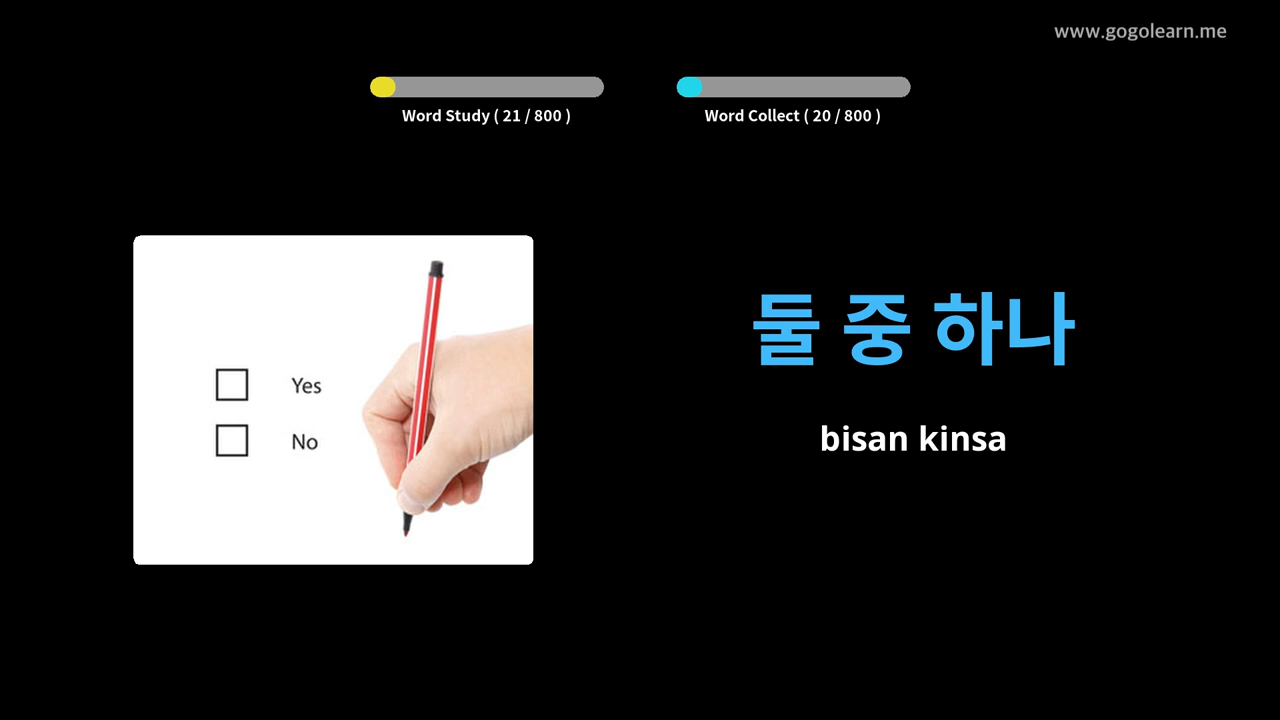 www.gogolearn.me
Word Study ( 21 / 800 )
Word Collect ( 20 / 800 )
Yes
No
둘 중 하나
bisan kinsa